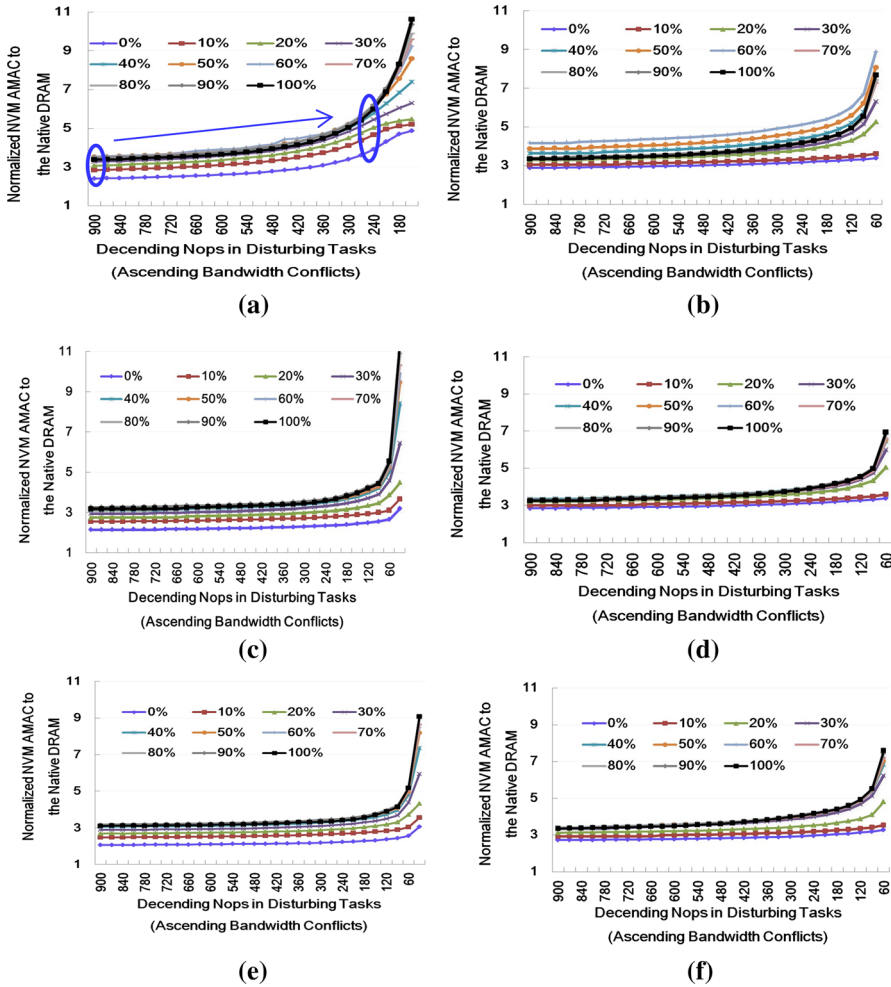 11
9
7
5
3
1
Normalized NVM AMAC to
the Native DRAM
0% 10% 20% 30%
40% 50% 60% 70%
80% 90% 100%
900 840 780 720 660 600 540 480 420 360 300 240 180
Decending Nops in Disturbing Tasks
(Ascending Bandwidth Conflicts)
(a)
11
9
7
5
3
1
Normalized NVM AMAC to
the Native DRAM
0% 10% 20% 30%
40% 50% 60% 70%
80% 90% 100%
900 840 780 720 660 600 540 480 420 360 300 240 180 120 60
Decending Nops in Disturbing Tasks
(Ascending Bandwidth Conflicts)
(b)
11
9
7
5
3
1
Normalized NVM AMAC to
the Native DRAM
0% 10% 20% 30%
40% 50% 60% 70%
80% 90% 100%
900 840 780 720 660 600 540 480 420 360 300 240 180 120 60
Decending Nops in Disturbing Tasks
(Ascending Bandwidth Conflicts)
(c)
11
9
7
5
3
1
Normalized NVM AMAC to
the Native DRAM
0% 10% 20% 30%
40% 50% 60% 70%
80% 90% 100%
900 840 780 720 660 600 540 480 420 360 300 240 180 120 60
Decending Nops in Disturbing Tasks
(Ascending Bandwidth Conflicts)
(d)
11
9
7
5
3
1
Normalized NVM AMAC to
the Native DRAM
0% 10% 20% 30%
40% 50% 60% 70%
80% 90% 100%
900 840 780 720 660 600 540 480 420 360 300 240 180 120 60
Decending Nops in Disturbing Tasks
(Ascending Bandwidth Conflicts)
(e)
11
9
7
5
3
1
Normalized NVM AMAC to
the Native DRAM
0% 10% 20% 30%
40% 50% 60% 70%
80% 90% 100%
900 840 780 720 660 600 540 480 420 360 300 240 180 120 60
Decending Nops in Disturbing Tasks
(Ascending Bandwidth Conflicts)
(f)